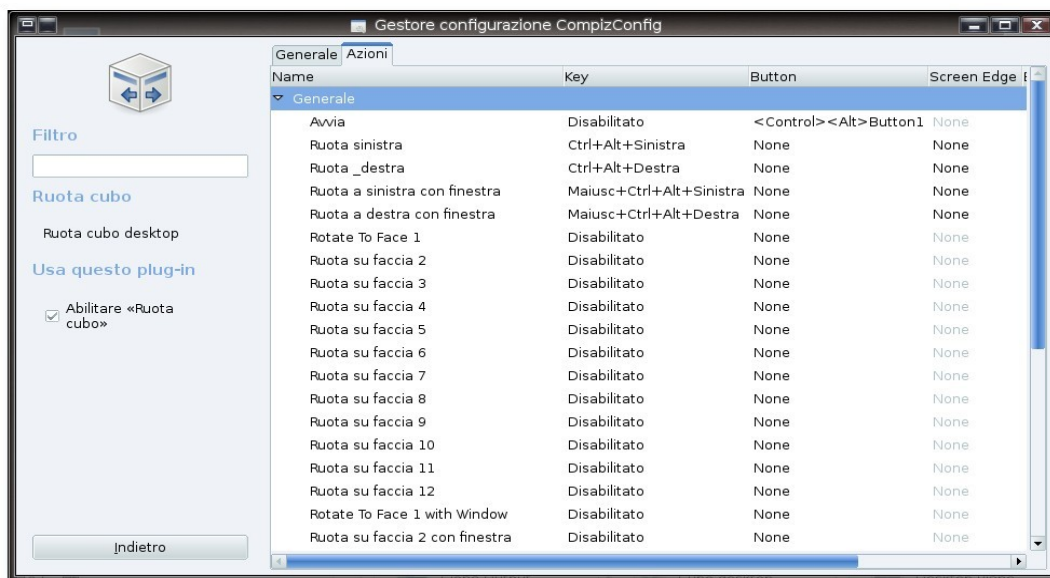 Gestore configurazione CompizConfig
Filtro
Ruota cubo
Ruota cubo desktop
Usa questo plug-in
Abilitare «Ruota
cubo»
Indietro
Generale Azioni
Name Key Button Screen Edge
Generale
Avvia Disabilitato <Control><Alt>Button1 None
Ruota sinistra Ctrl+Alt+Sinistra None None
Ruota _destra Ctrl+Alt+Destra None None
Ruota a sinistra con finestra Maiusc+Ctrl+Alt+Sinistra None None
Ruota a destra con finestra Maiusc+Ctrl+Alt+Destra None None
Rotate To Face 1 Disabilitato None None
Ruota su faccia 2 Disabilitato None None
Ruota su faccia 3 Disabilitato None None
Ruota su faccia 4 Disabilitato None None
Ruota su faccia 5 Disabilitato None None
Ruota su faccia 6 Disabilitato None None
Ruota su faccia 7 Disabilitato None None
Ruota su faccia 8 Disabilitato None None
Ruota su faccia 9 Disabilitato None None
Ruota su faccia 10 Disabilitato None None
Ruota su faccia 11 Disabilitato None None
Ruota su faccia 12 Disabilitato None None
Rotate To Face 1 with Window Disabilitato None None
Ruota su faccia 2 con finestra Disabilitato None None